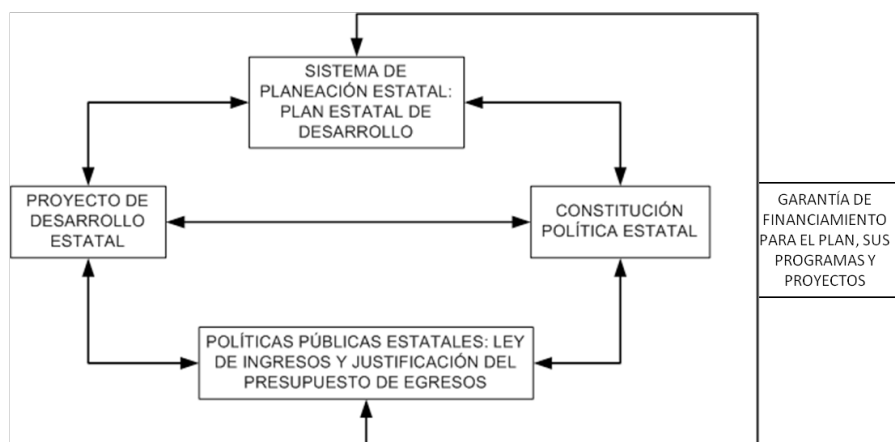 SISTEMA DE
PLANEACIÓN ESTATAL:
PLAN ESTATAL DE
DESARROLLO
PROYECTO DE
DESARROLLO
ESTATAL
CONSTITUCIÓN
POLÍTICA ESTATAL
GARANTÍA DE
FINANCIAMIENTO
PARA EL PLAN, SUS
PROGRAMAS Y
PROYECTOS
POLÍTICAS PÚBLICAS ESTATALES: LEY
DE INGRESOS Y JUSTIFICACIÓN DEL
PRESUPUESTO DE EGRESOS